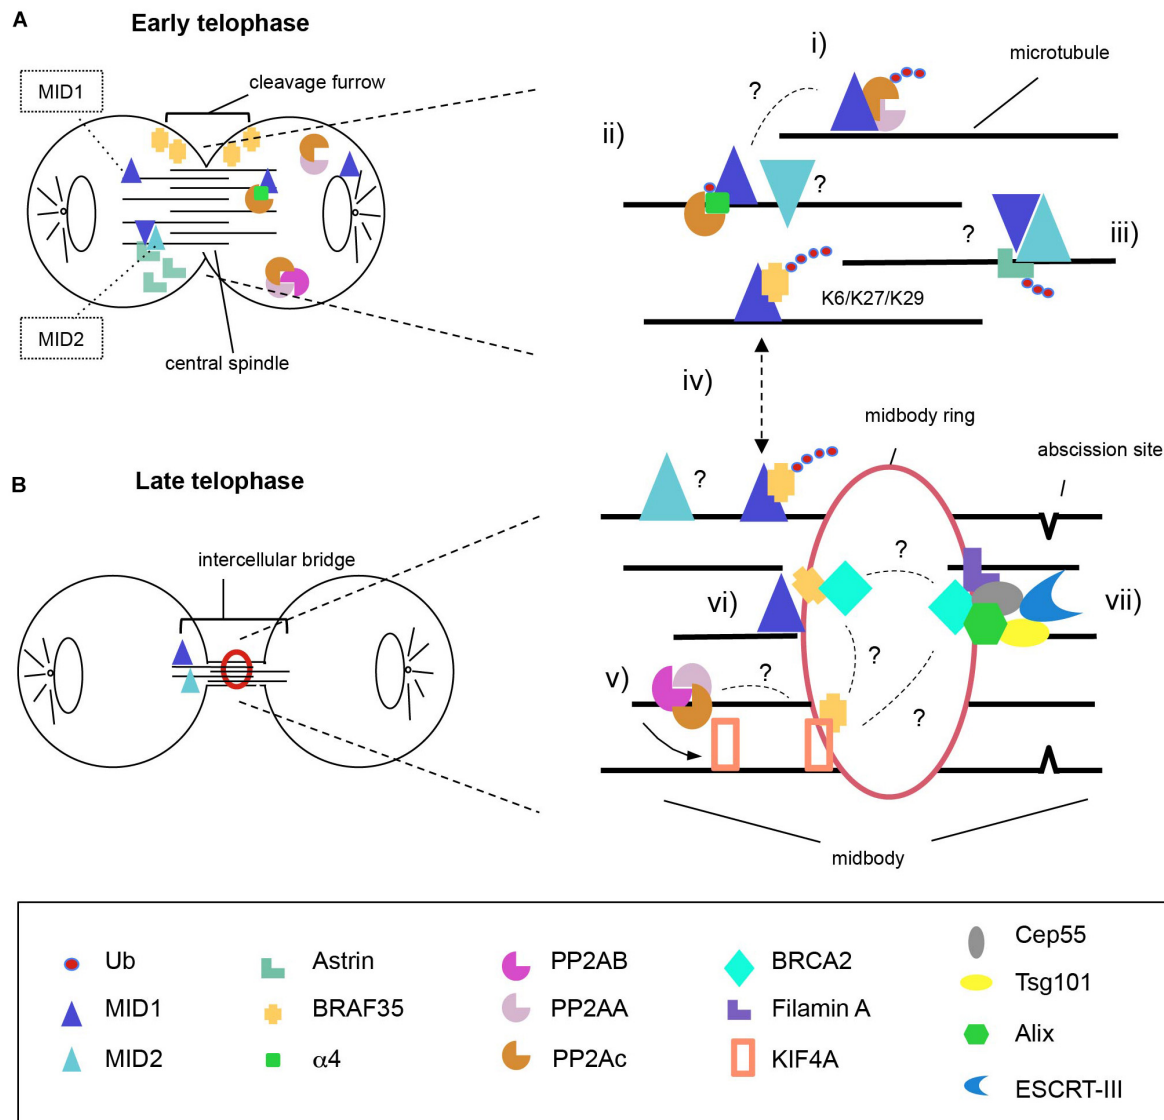 A
Early telophase
MID1
cleavage furrow
MID2
central spindle
i)
microtubule
?
ii)
?
?
iii)
K6/K27/K29
iv)
midbody ring
abscission site
B
Late telophase
intercellular bridge
?
?
vi)
vii)
?
v)
?
?
midbody
Ub
MID1
MID2
Astrin
BRAF35
α4
PP2AB
PP2AA
PP2Ac
BRCA2
Filamin A
KIF4A
Cep55
Tsg101
Alix
ESCRT-III